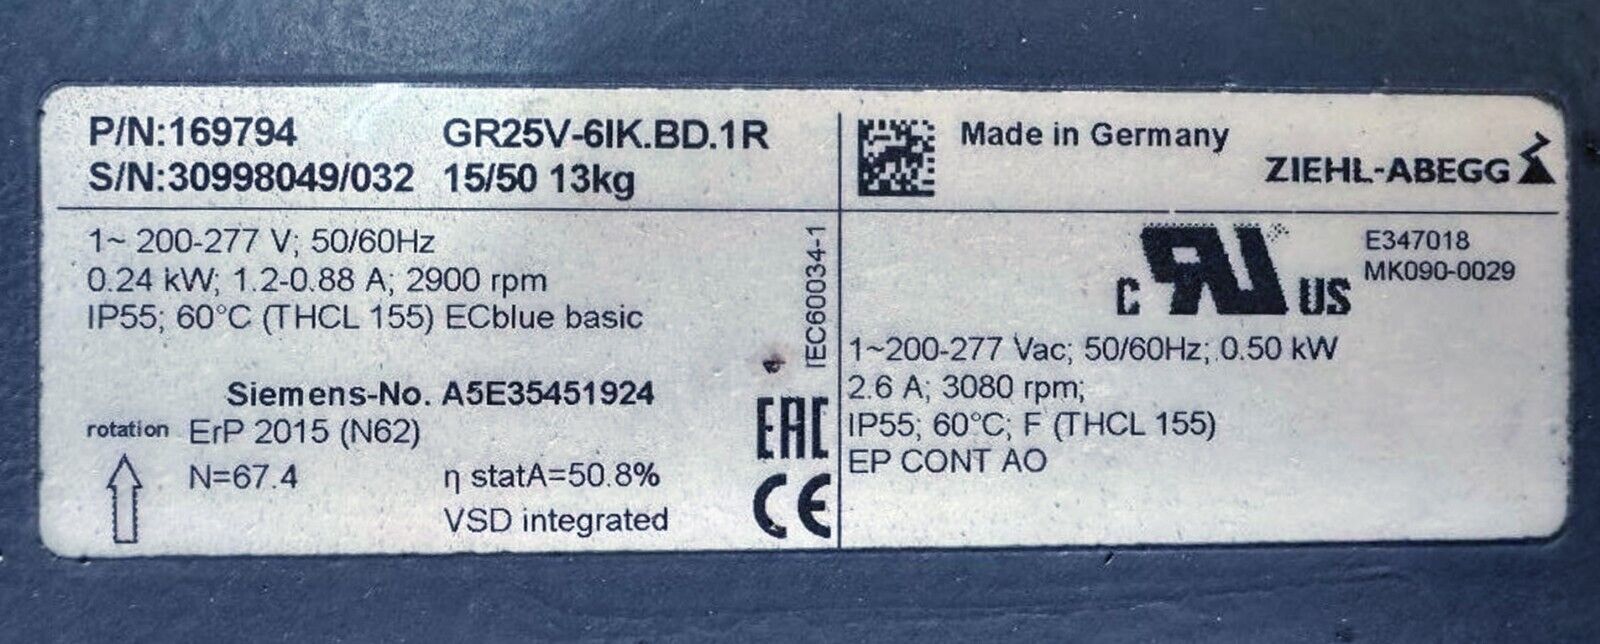 P/N:169794 GR25V-6IK.BD.1R
S/N:30998049/032 15/50 13kg
Made in Germany
ZIEHL-ABEGG
1~ 200-277 V; 50/60Hz
0.24 kW; 1.2-0.88 A; 2900 rpm
IP55; 60°C (THCL 155) ECblue basic
IEC60034-1
Siemens-No. A5E35451924
rotation ErP 2015 (N62)
N=67.4 η statA=50.8%
VSD integrated
EAC
CE
c RU US
E347018
MK090-0029
1~200-277 Vac; 50/60Hz; 0.50 kW
2.6 A; 3080 rpm;
IP55; 60°C; F (THCL 155)
EP CONT AO